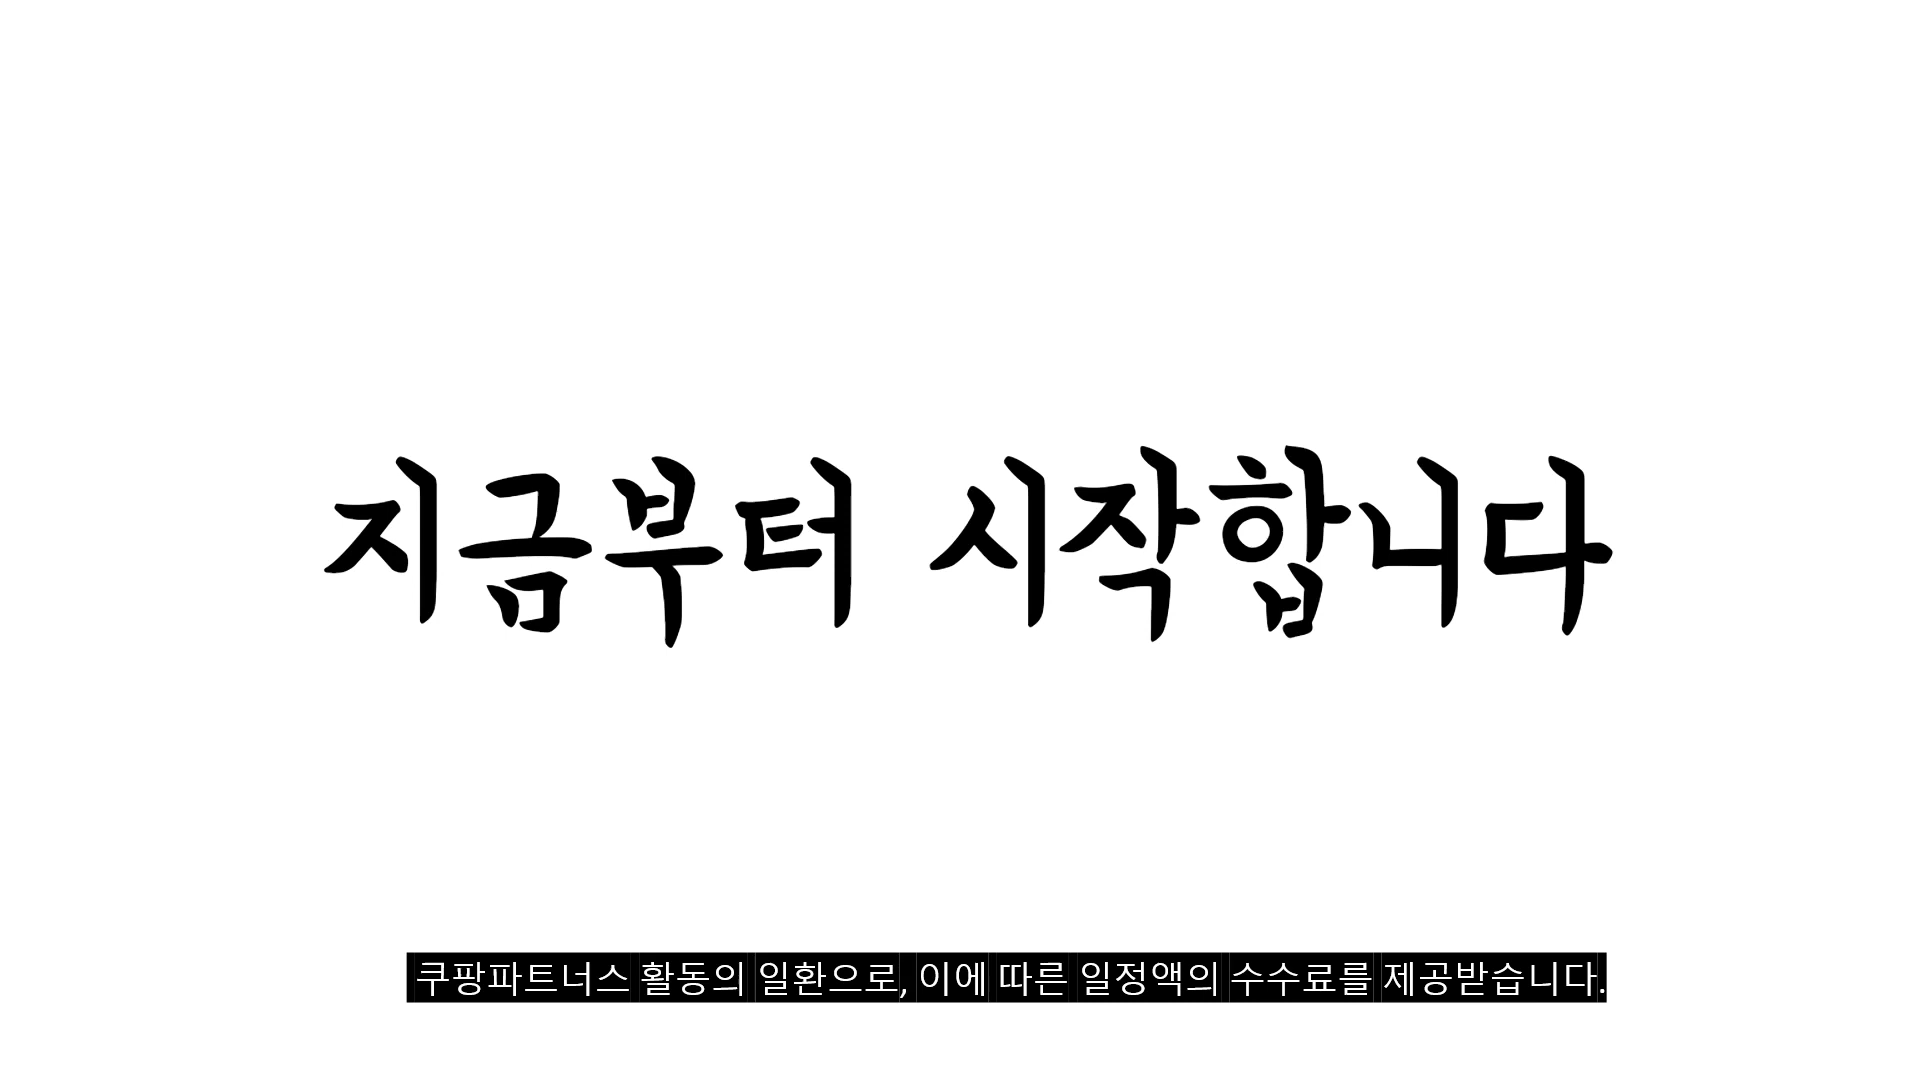 지금부터 시작합니다
쿠팡파트너스 활동의 일환으로, 이에 따른 일정액의 수수료를 제공받습니다.